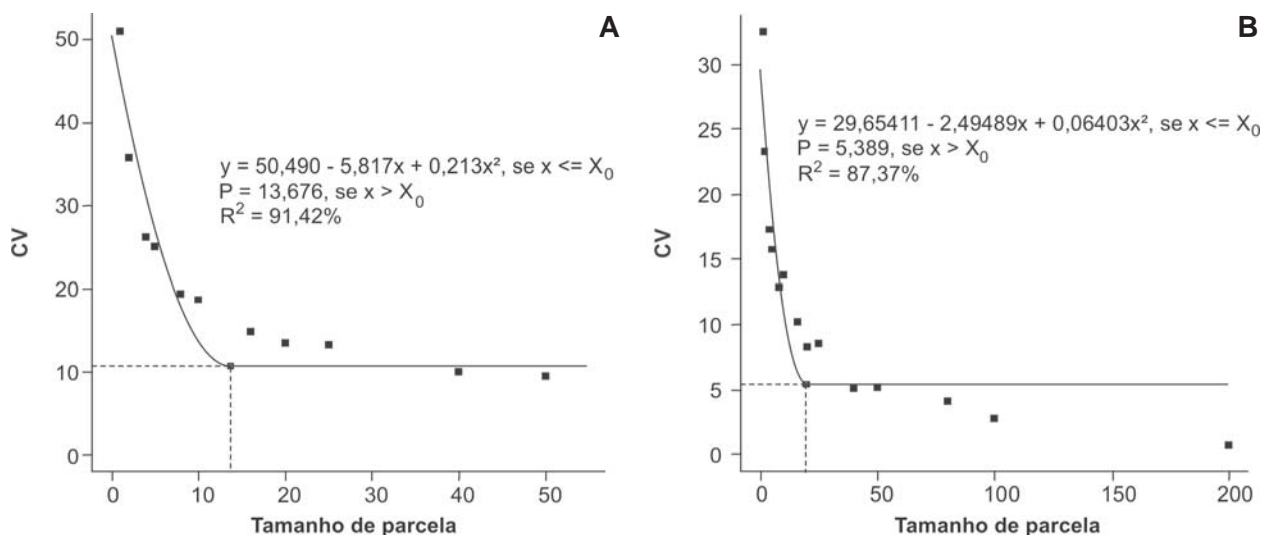 A
50
40
30
20
10
0
CV
y = 50,490 - 5,817x + 0,213x², se x <= X₀
P = 13,676, se x > X₀
R² = 91,42%
0 10 20 30 40 50
Tamanho de parcela
B
30
25
20
15
10
5
0
CV
y = 29,65411 - 2,49489x + 0,06403x², se x <= X₀
P = 5,389, se x > X₀
R² = 87,37%
0 50 100 150 200
Tamanho de parcela